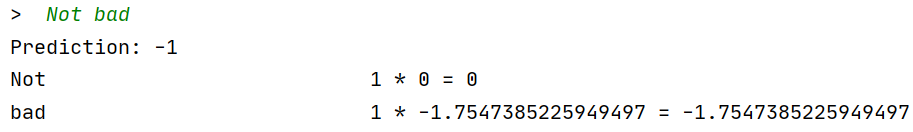 > Not bad
Prediction: -1
Not 1 * 0 = 0
bad 1 * -1.7547385225949497 = -1.7547385225949497